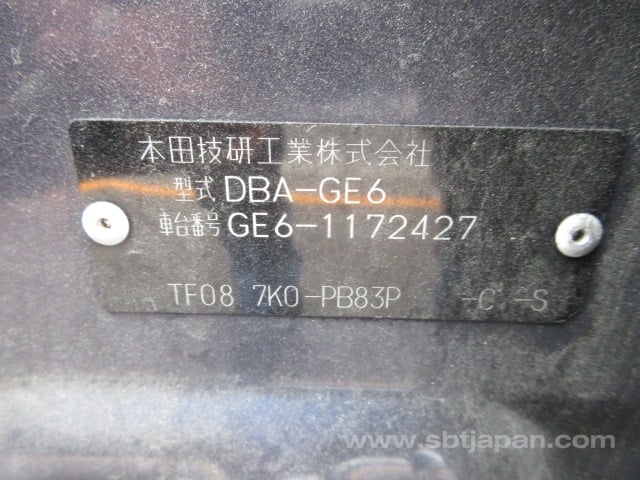 本田技研工業株式会社
型式 DBA-GE6
車台番号 GE6-1172427
TF08 7K0-PB83P -C -S
www.sbtjapan.com